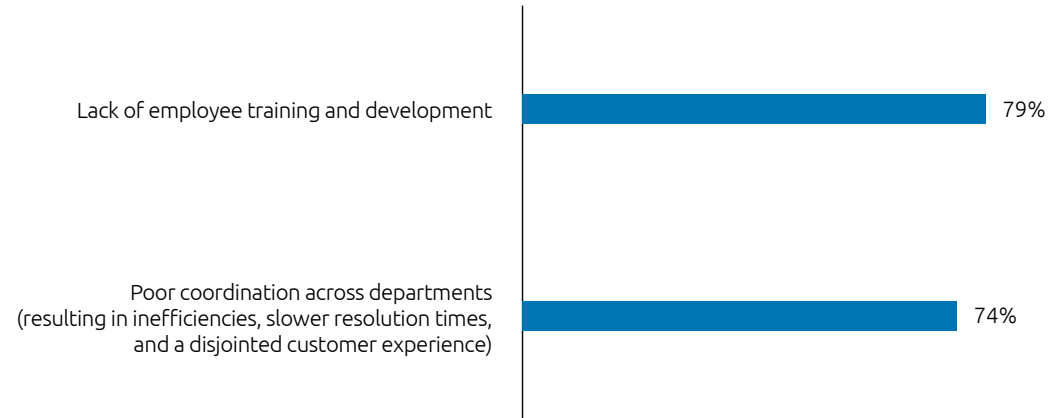 Lack of employee training and development
79%
Poor coordination across departments
(resulting in inefficiencies, slower resolution times,
and a disjointed customer experience)
74%